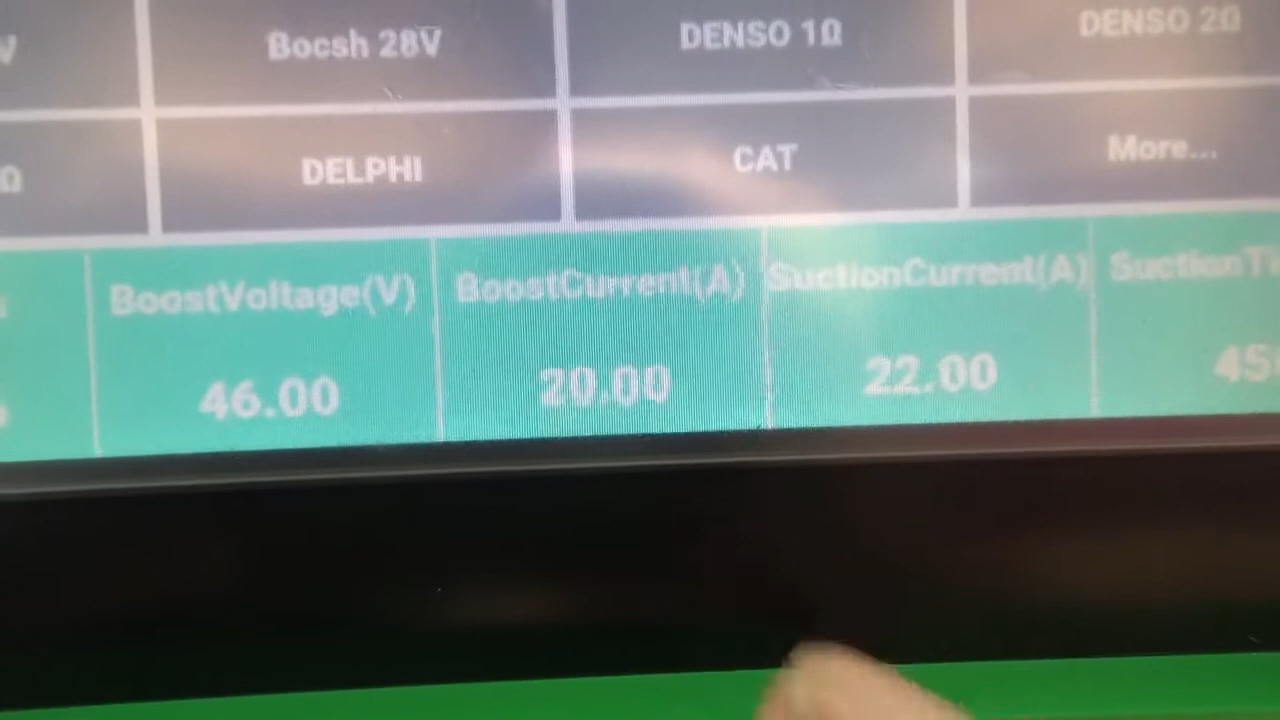 V
Bocsh 28V
DENSO 1Ω
DENSO 2Ω
Ω
DELPHI
CAT
More...
BoostVoltage(V)
BoostCurrent(A)
SuctionCurrent(A)
46.00
20.00
22.00